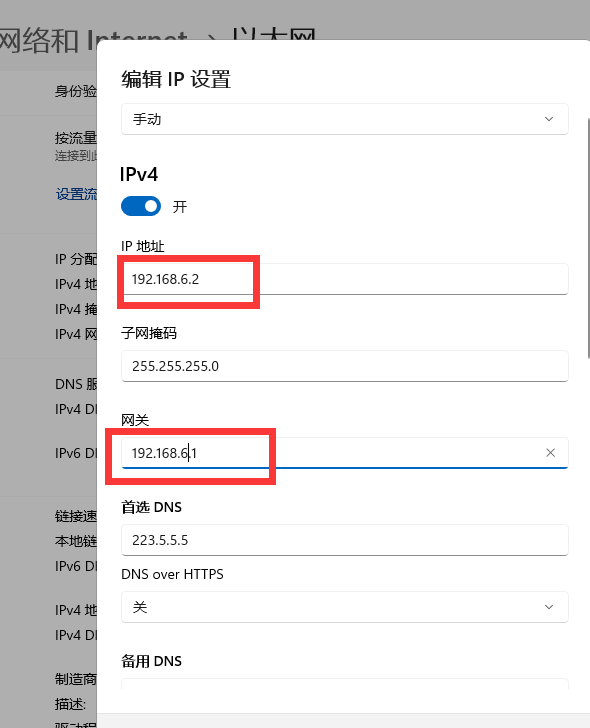 网络和 Internet › 以太网
编辑 IP 设置
身份验
手动
按流量
连接到此
IPv4
设置流
开
IP 地址
IP 分配
192.168.6.2
IPv4 地
IPv4 掩
IPv4 网
子网掩码
255.255.255.0
DNS 服
IPv4 D
网关
IPv6 D
192.168.6.1
首选 DNS
链接速
223.5.5.5
本地链
IPv6 D
DNS over HTTPS
IPv4 地
关
IPv4 D
备用 DNS
制造商
描述: